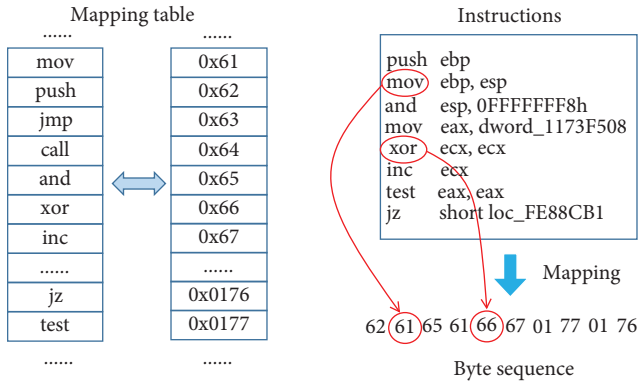 Mapping table
......
mov
push
jmp
call
and
xor
inc
......
jz
test
......
......
0x61
0x62
0x63
0x64
0x65
0x66
0x67
......
0x0176
0x0177
......
Instructions
push ebp
mov ebp, esp
and esp, 0FFFFFFF8h
mov eax, dword_1173F508
xor ecx, ecx
inc ecx
test eax, eax
jz short loc_FE88CB1
Mapping
62 61 65 61 66 67 01 77 01 76
Byte sequence